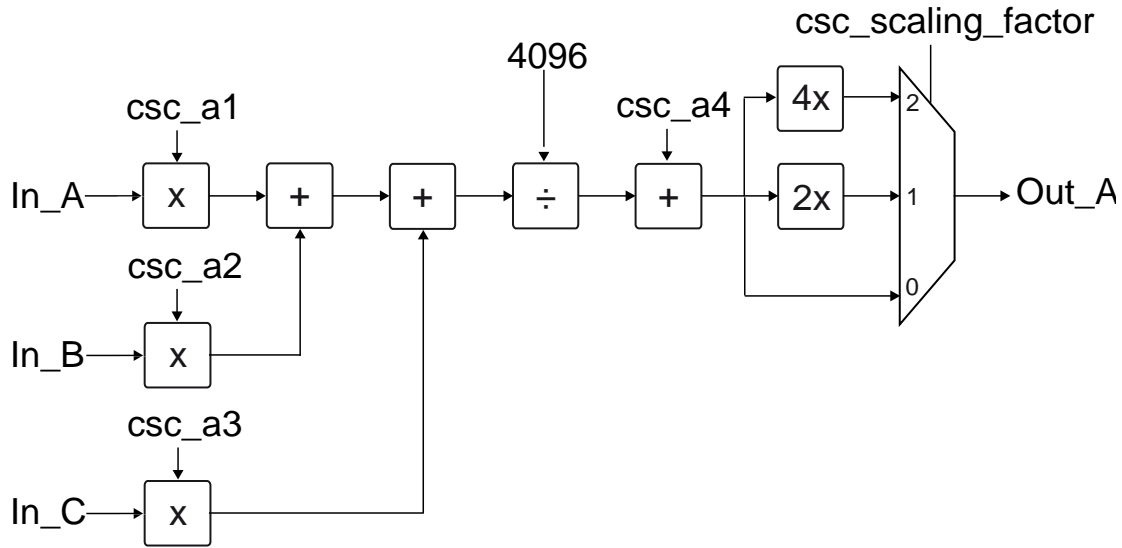 csc_scaling_factor
4096
csc_a1
csc_a4
4x
2
In_A
x
+
+
÷
+
2x
1
Out_A
csc_a2
0
In_B
x
csc_a3
In_C
x